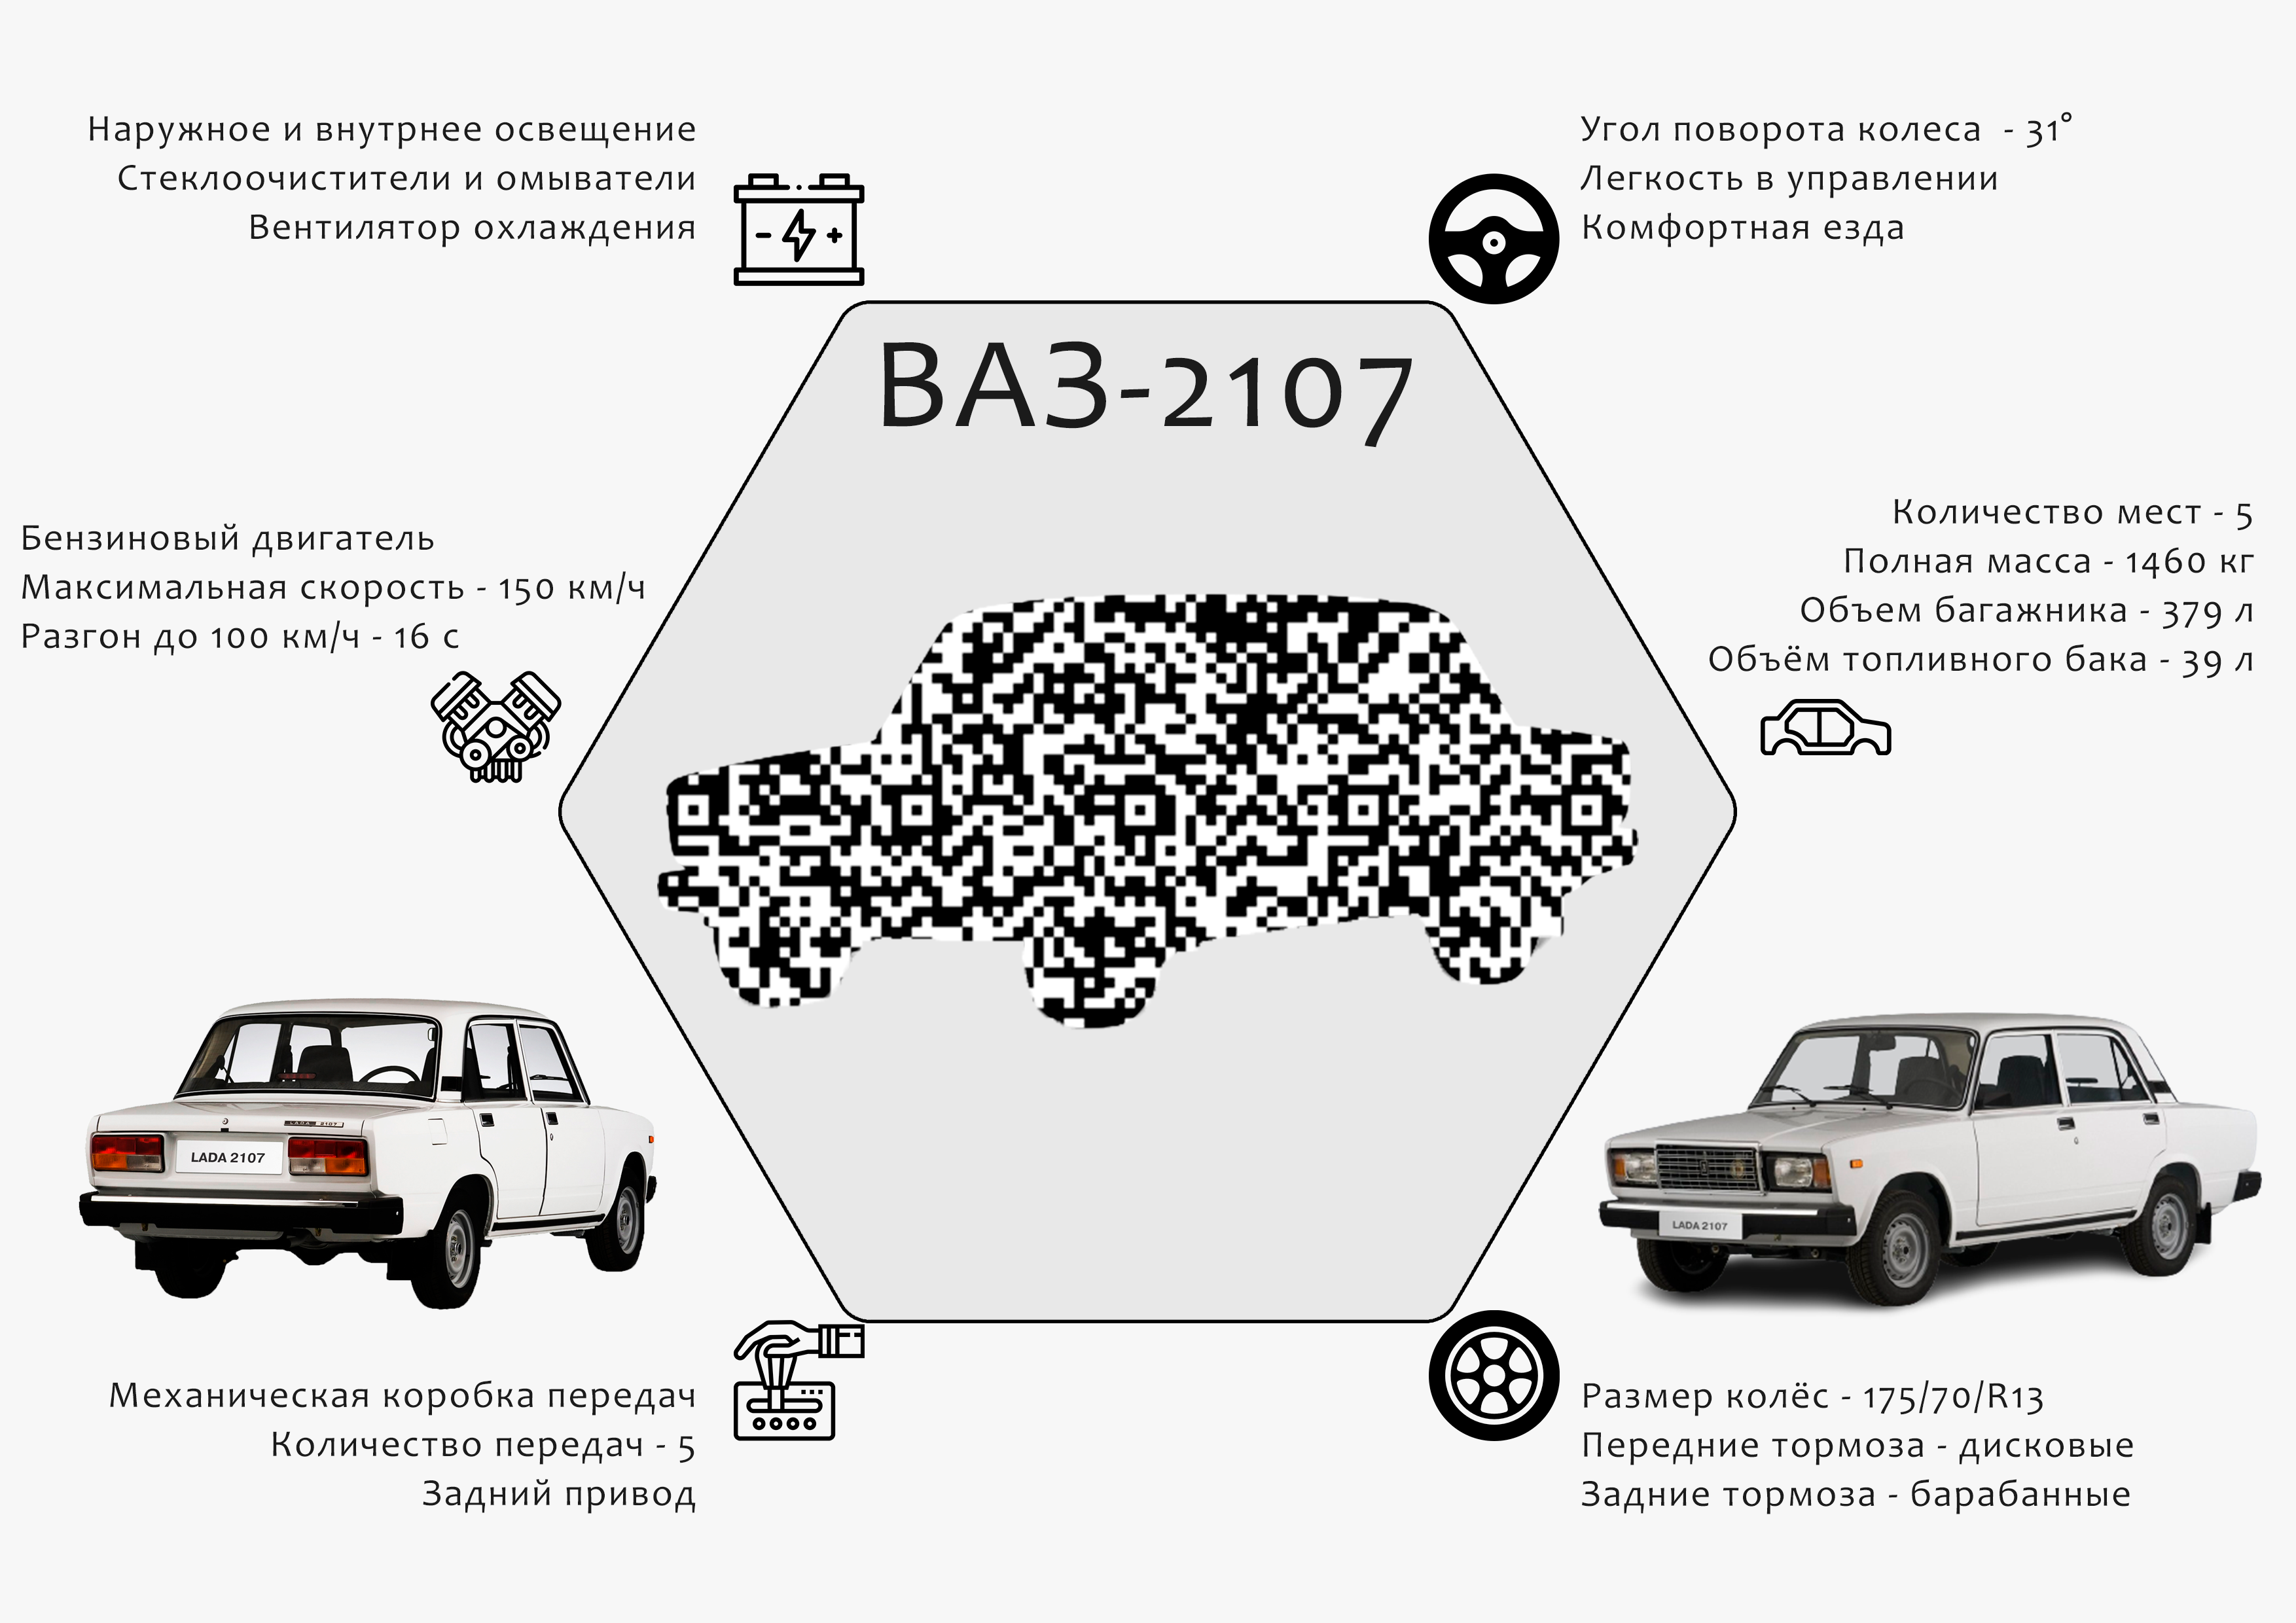 Наружное и внутрнее освещение
Стеклоочистители и омыватели
Вентилятор охлаждения
Угол поворота колеса - 31°
Легкость в управлении
Комфортная езда
ВАЗ-2107
Бензиновый двигатель
Максимальная скорость - 150 км/ч
Разгон до 100 км/ч - 16 с
Количество мест - 5
Полная масса - 1460 кг
Объем багажника - 379 л
Объём топливного бака - 39 л
LADA 2107
LADA 2107
LADA 2107
Механическая коробка передач
Количество передач - 5
Задний привод
Размер колёс - 175/70/R13
Передние тормоза - дисковые
Задние тормоза - барабанные